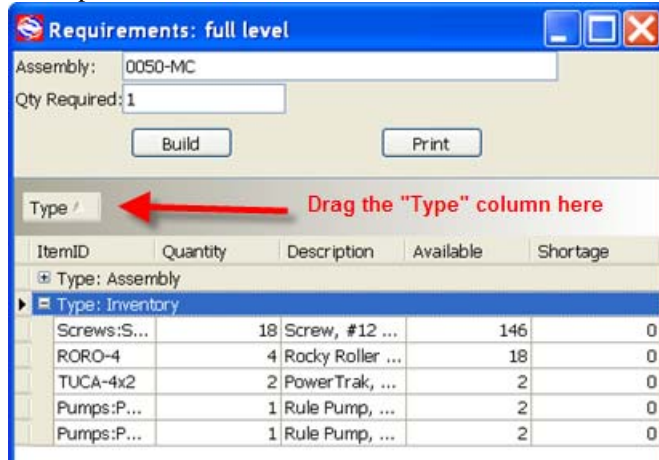 Requirements: full level
Assembly: 0050-MC
Qty Required: 1
Build Print
Type
Drag the "Type" column here
ItemID Quantity Description Available Shortage
Type: Assembly
Type: Inventory
Screws:S... 18 Screw, #12 ... 146 0
RORO-4 4 Rocky Roller ... 18 0
TUCA-4x2 2 PowerTrak, ... 2 0
Pumps:P... 1 Rule Pump, ... 2 0
Pumps:P... 1 Rule Pump, ... 2 0